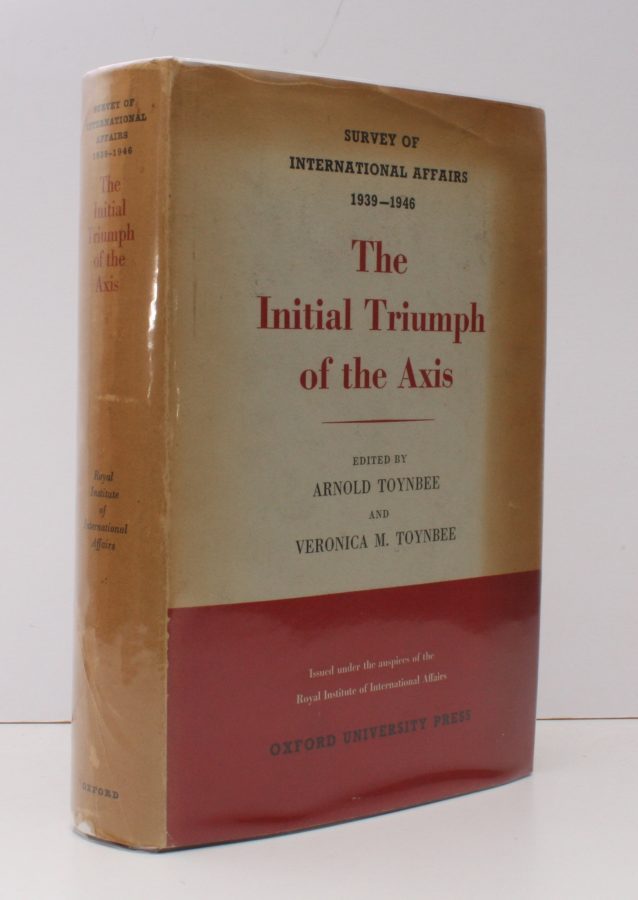 SURVEY OF
INTERNATIONAL
AFFAIRS
1939–1946
The
Initial
Triumph
of the
Axis
Royal
Institute
of
International
Affairs
OXFORD
SURVEY OF
INTERNATIONAL AFFAIRS
1939–1946
The
Initial Triumph
of the Axis
EDITED BY
ARNOLD TOYNBEE
AND
VERONICA M. TOYNBEE
Issued under the auspices of the
Royal Institute of International Affairs
OXFORD UNIVERSITY PRESS